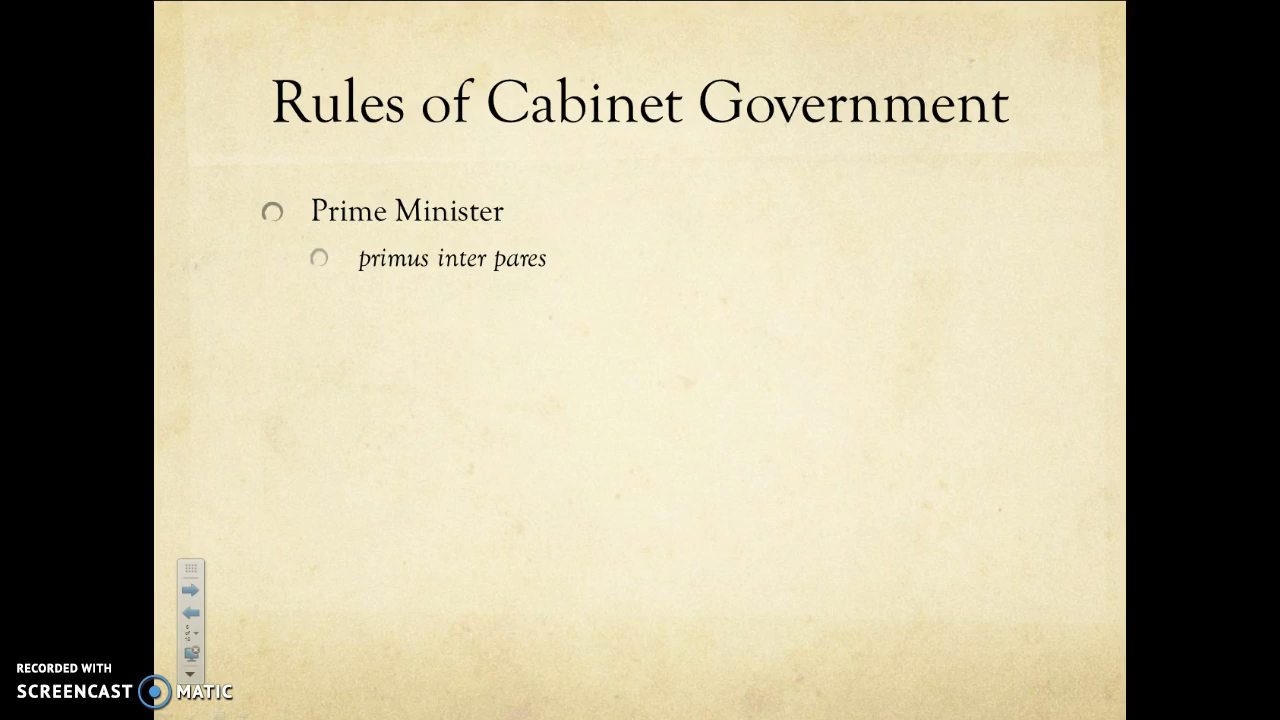 Rules of Cabinet Government
Prime Minister
primus inter pares
RECORDED WITH
SCREENCAST MATIC